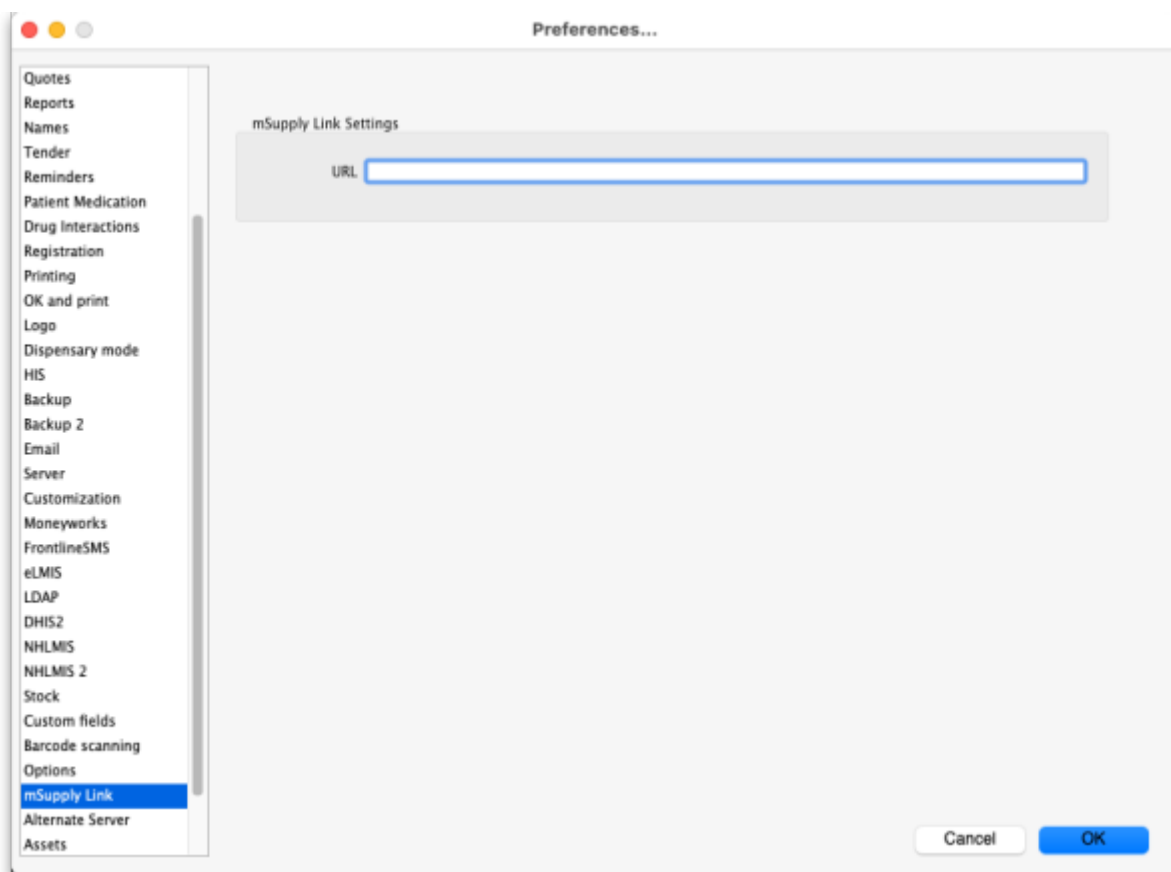 Preferences...
Quotes
Reports
Names
Tender
Reminders
Patient Medication
Drug Interactions
Registration
Printing
OK and print
Logo
Dispensary mode
HIS
Backup
Backup 2
Email
Server
Customization
Moneyworks
FrontlineSMS
eLMIS
LDAP
DHIS2
NHLMIS
NHLMIS 2
Stock
Custom fields
Barcode scanning
Options
mSupply Link
Alternate Server
Assets
mSupply Link Settings
URL
Cancel
OK